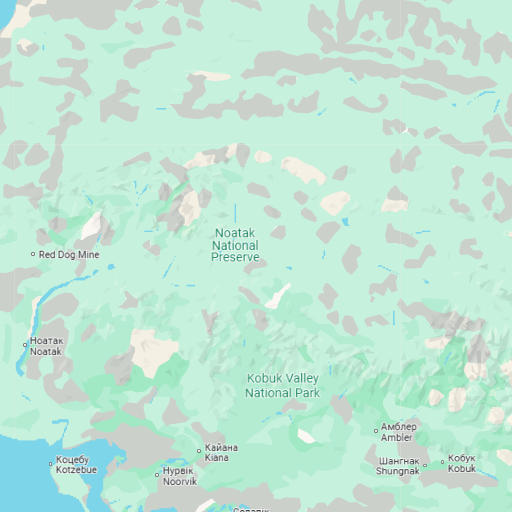 Noatak
National
Preserve
Red Dog Mine
Ноатак
Noatak
Kobuk Valley
National Park
Амблер
Ambler
Кайана
Kiana
Коцебу
Kotzebue
Нурвік
Noorvik
Шангнак
Shungnak
Кобук
Kobuk